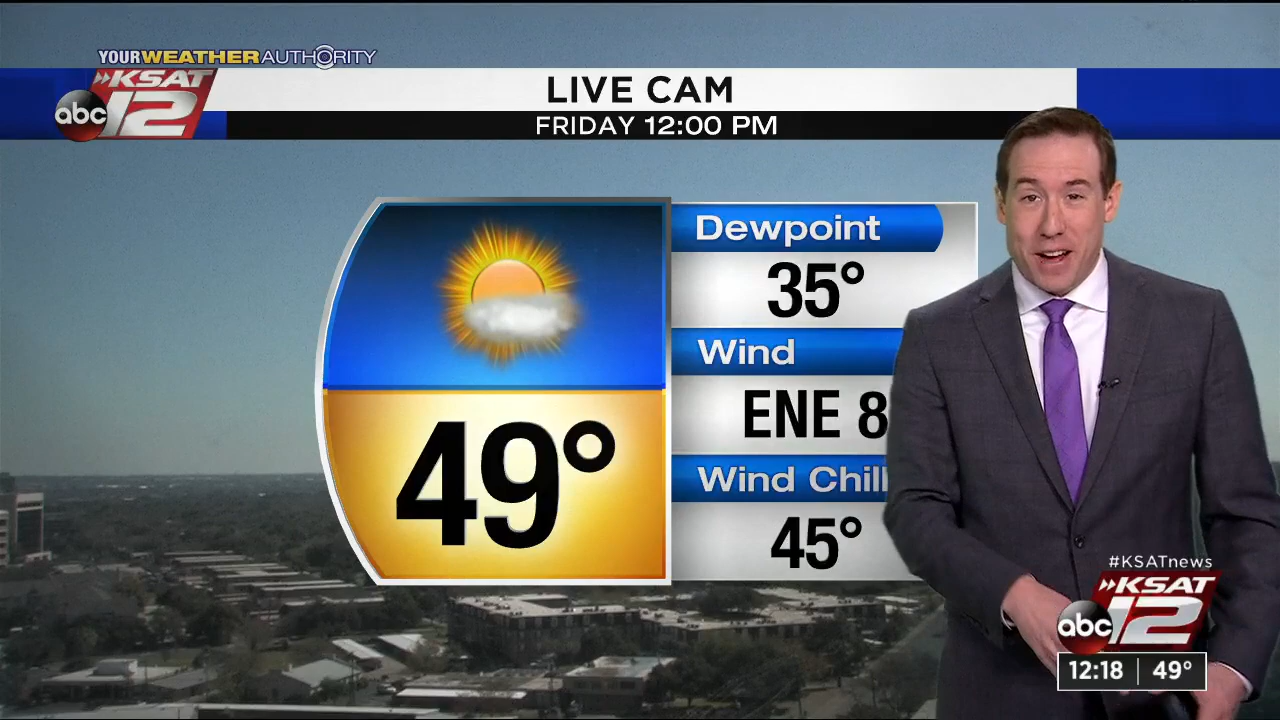 YOURWEATHERAUTHORITY
KSAT
abc 12
LIVE CAM
FRIDAY 12:00 PM
Dewpoint
35°
Wind
ENE 8
Wind Chill
45°
49°
#KSATnews
KSAT
abc 12
12:18 | 49°